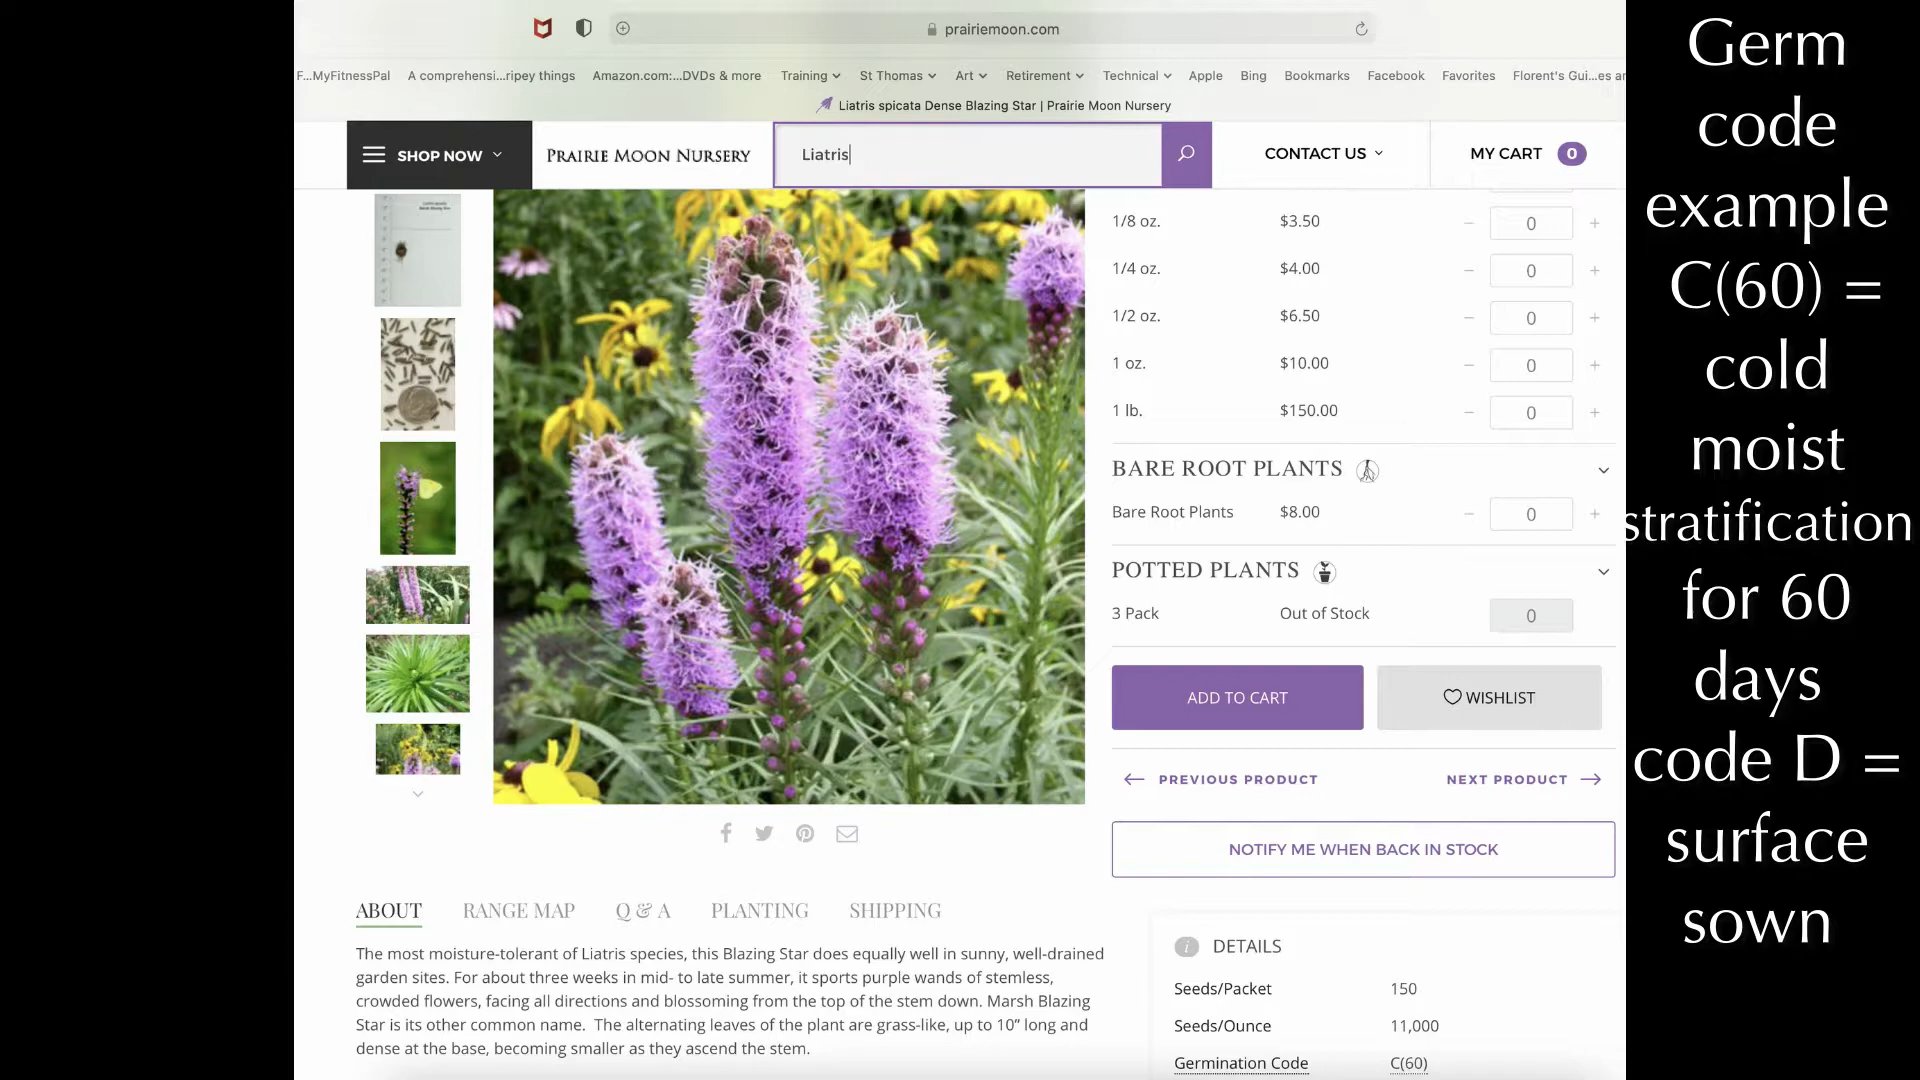 prairiemoon.com
F...MyFitnessPal A comprehensi...ripey things Amazon.com:...DVDs & more Training St Thomas Art Retirement Technical Apple Bing Bookmarks Facebook Favorites Florent's Gui...es ar
Liatris spicata Dense Blazing Star | Prairie Moon Nursery
SHOP NOW PRAIRIE MOON NURSERY Liatris CONTACT US MY CART 0
1/8 oz. $3.50 − 0 +
1/4 oz. $4.00 − 0 +
1/2 oz. $6.50 − 0 +
1 oz. $10.00 − 0 +
1 lb. $150.00 − 0 +
BARE ROOT PLANTS
Bare Root Plants $8.00 − 0 +
POTTED PLANTS
3 Pack Out of Stock 0
ADD TO CART WISHLIST
PREVIOUS PRODUCT NEXT PRODUCT
NOTIFY ME WHEN BACK IN STOCK
ABOUT RANGE MAP Q & A PLANTING SHIPPING
The most moisture-tolerant of Liatris species, this Blazing Star does equally well in sunny, well-drained
garden sites. For about three weeks in mid- to late summer, it sports purple wands of stemless,
crowded flowers, facing all directions and blossoming from the top of the stem down. Marsh Blazing
Star is its other common name. The alternating leaves of the plant are grass-like, up to 10” long and
dense at the base, becoming smaller as they ascend the stem.
DETAILS
Seeds/Packet 150
Seeds/Ounce 11,000
Germination Code C(60)
Germ
code
example
C(60) =
cold
moist
stratification
for 60
days
code D =
surface
sown